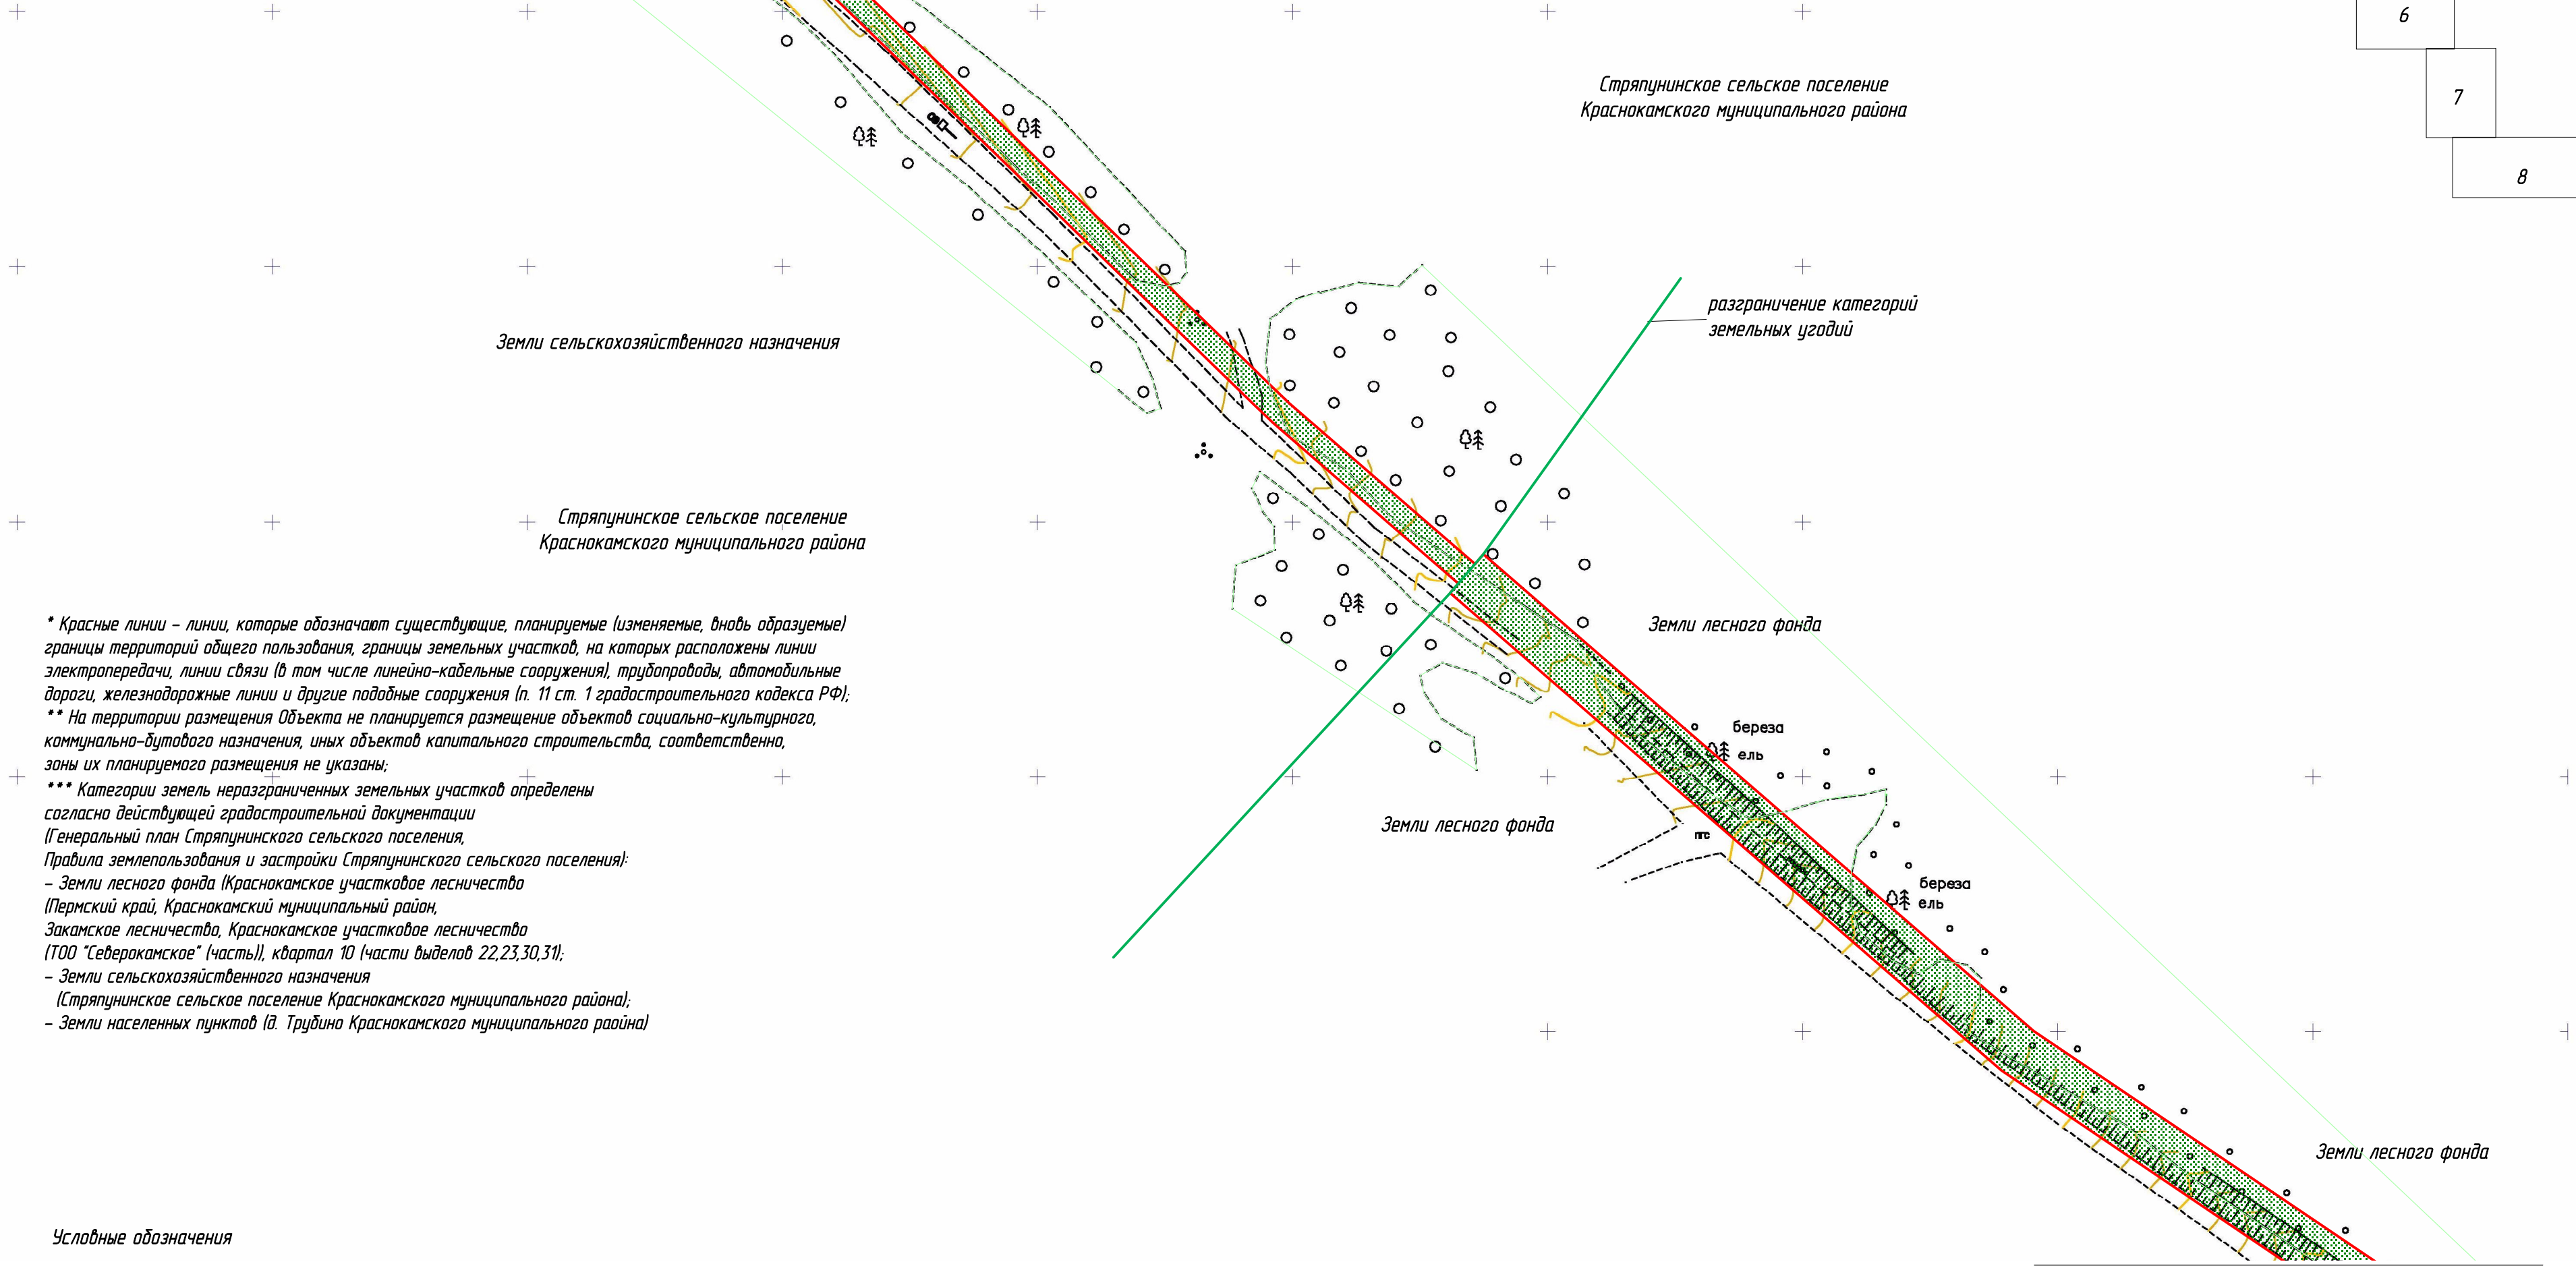 6
7
8
Стряпунинское сельское поселение
Краснокамского муниципального района
разграничение категорий
земельных угодий
Земли сельскохозяйственного назначения
Стряпунинское сельское поселение
Краснокамского муниципального района
Земли лесного фонда
береза
ель
Земли лесного фонда
пгс
береза
ель
Земли лесного фонда
* Красные линии - линии, которые обозначают существующие, планируемые (изменяемые, вновь образуемые)
границы территорий общего пользования, границы земельных участков, на которых расположены линии
электропередачи, линии связи (в том числе линейно-кабельные сооружения), трубопроводы, автомобильные
дороги, железнодорожные линии и другие подобные сооружения (п. 11 ст. 1 градостроительного кодекса РФ);
** На территории размещения Объекта не планируется размещение объектов социально-культурного,
коммунально-бутового назначения, иных объектов капитального строительства, соответственно,
зоны их планируемого размещения не указаны;
*** Категории земель неразграниченных земельных участков определены
согласно действующей градостроительной документации
(Генеральный план Стряпунинского сельского поселения,
Правила землепользования и застройки Стряпунинского сельского поселения):
- Земли лесного фонда (Краснокамское участковое лесничество
(Пермский край, Краснокамский муниципальный район,
Закамское лесничество, Краснокамское участковое лесничество
(ТОО "Северокамское" (часть)), квартал 10 (части выделов 22,23,30,31);
- Земли сельскохозяйственного назначения
(Стряпунинское сельское поселение Краснокамского муниципального района);
- Земли населенных пунктов (д. Трубино Краснокамского муниципального раойна)
Условные обозначения